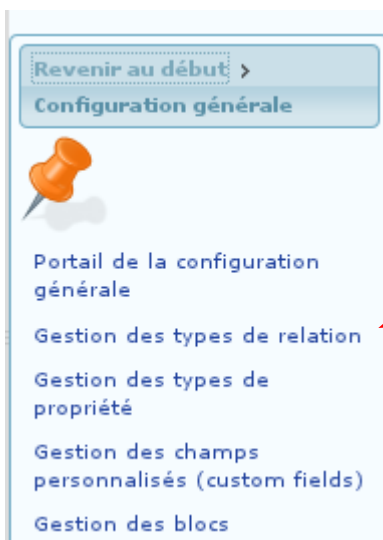 Revenir au début >
Configuration générale
Portail de la configuration
générale
Gestion des types de relation
Gestion des types de
propriété
Gestion des champs
personnalisés (custom fields)
Gestion des blocs